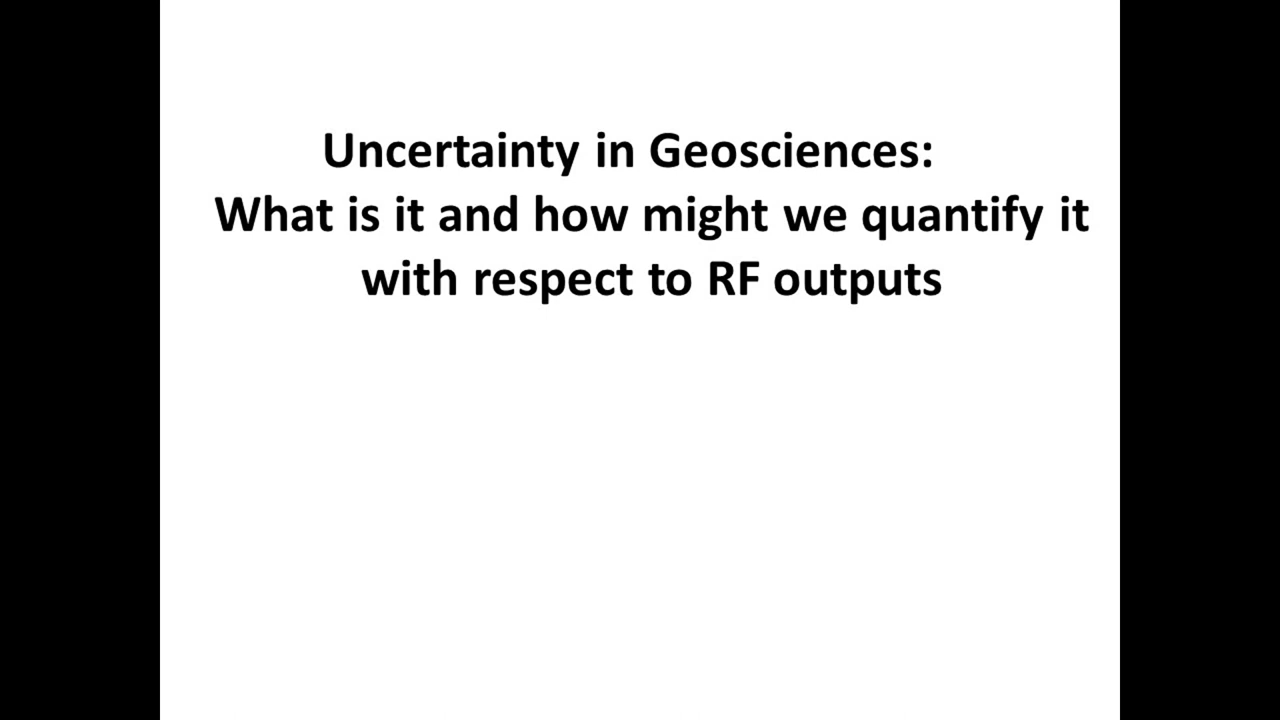 Uncertainty in Geosciences:
What is it and how might we quantify it
with respect to RF outputs